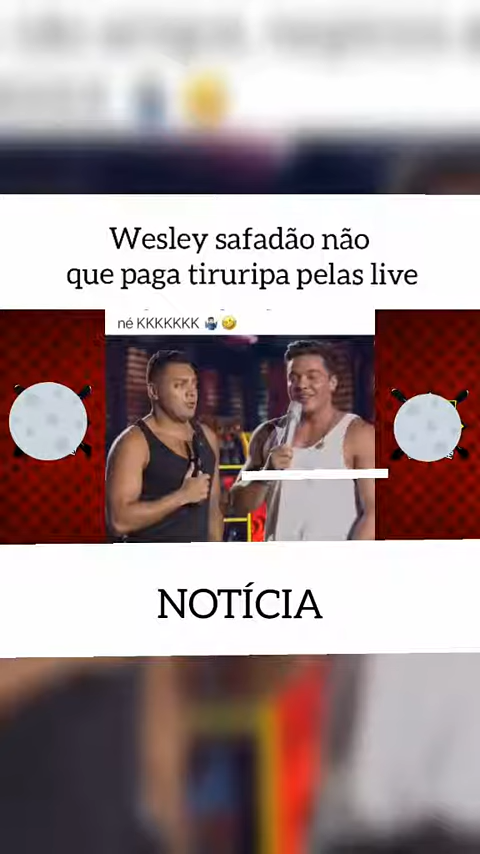 Wesley safadão não
que paga tiruripa pelas live
né KKKKKKK 🤷🏻‍♂️🤣
NOTÍCIA